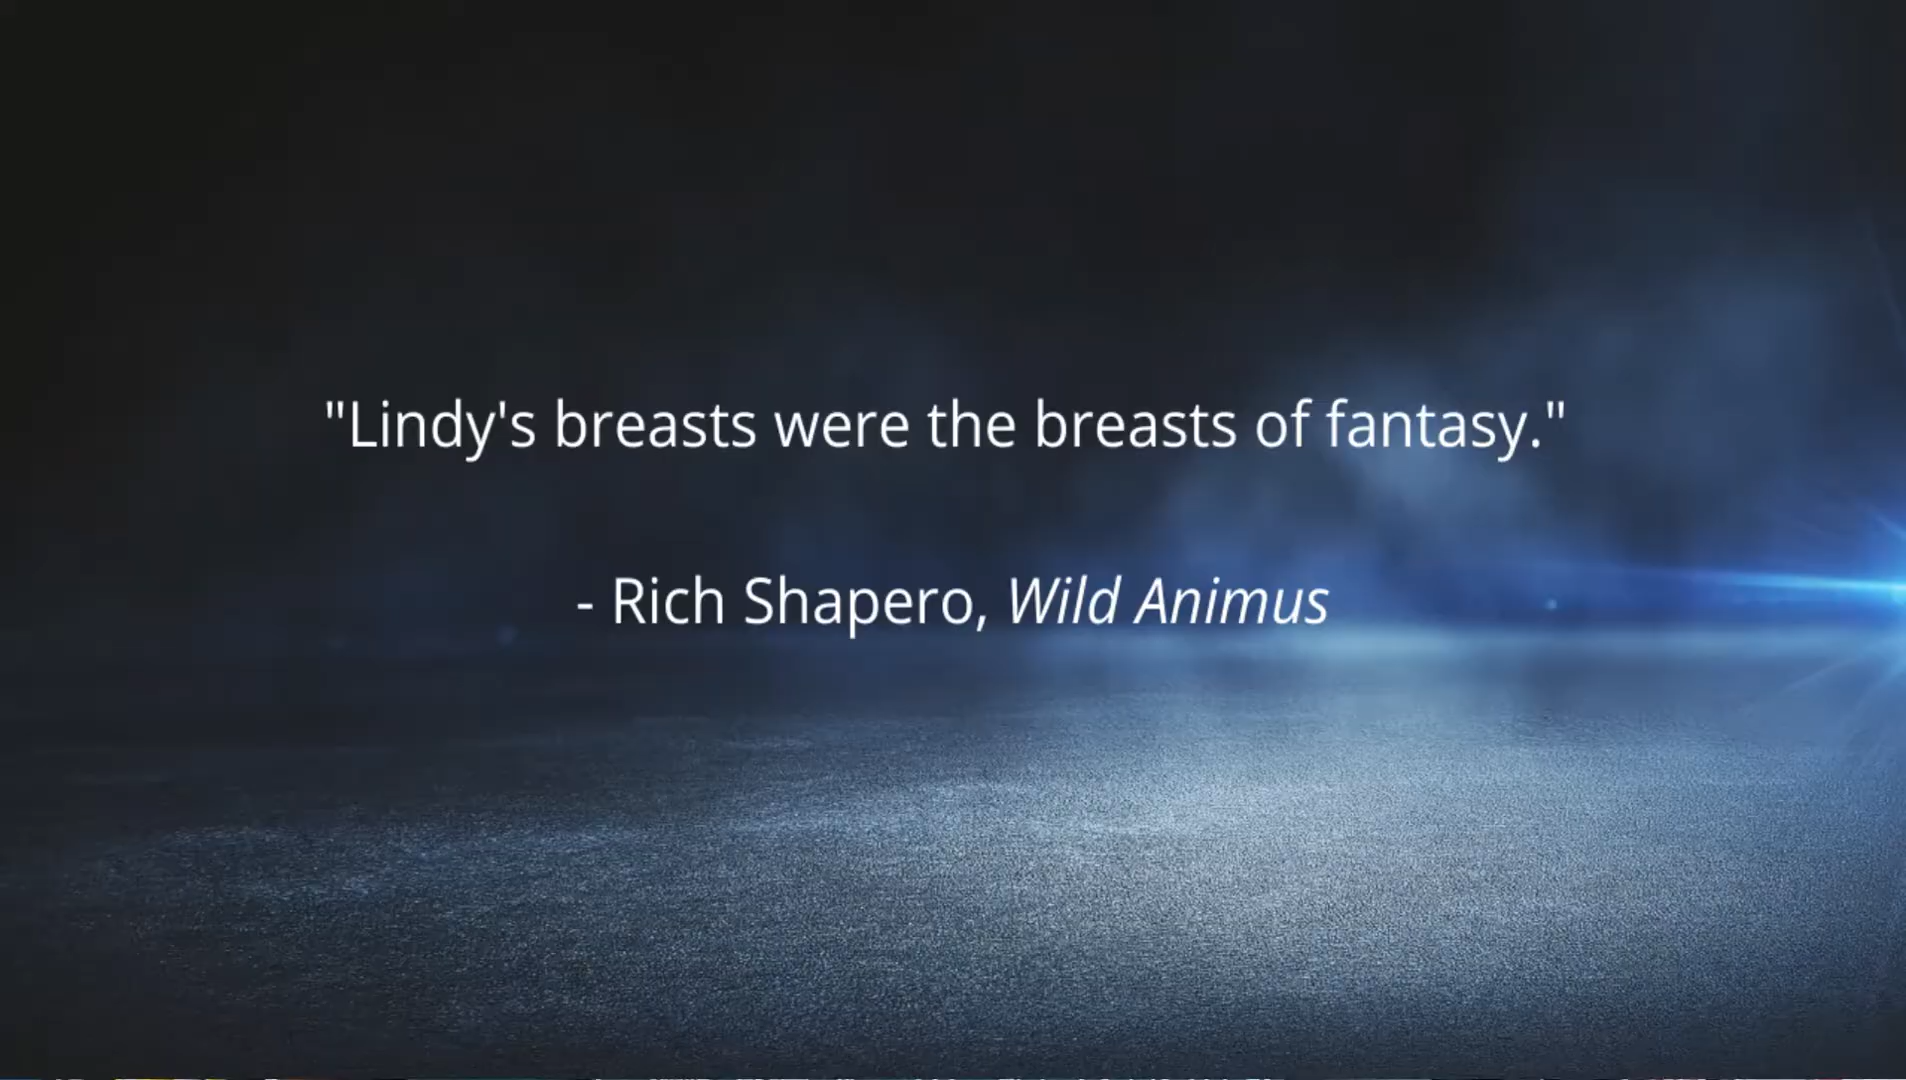 "Lindy's breasts were the breasts of fantasy."
- Rich Shapero, Wild Animus